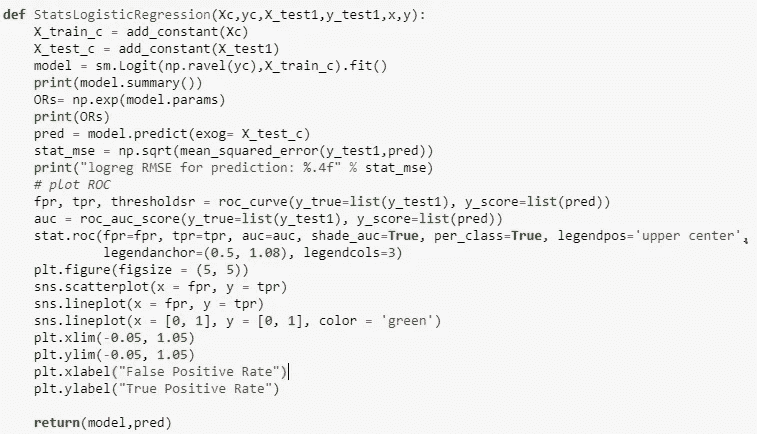 def StatsLogisticRegression(Xc,yc,X_test1,y_test1,x,y):
    X_train_c = add_constant(Xc)
    X_test_c = add_constant(X_test1)
    model = sm.Logit(np.ravel(yc),X_train_c).fit()
    print(model.summary())
    ORs= np.exp(model.params)
    print(ORs)
    pred = model.predict(exog= X_test_c)
    stat_mse = np.sqrt(mean_squared_error(y_test1,pred))
    print("logreg RMSE for prediction: %.4f" % stat_mse)
    # plot ROC
    fpr, tpr, thresholdsr = roc_curve(y_true=list(y_test1), y_score=list(pred))
    auc = roc_auc_score(y_true=list(y_test1), y_score=list(pred))
    stat.roc(fpr=fpr, tpr=tpr, auc=auc, shade_auc=True, per_class=True, legendpos='upper center',
            legendanchor=(0.5, 1.08), legendcols=3)
    plt.figure(figsize = (5, 5))
    sns.scatterplot(x = fpr, y = tpr)
    sns.lineplot(x = fpr, y = tpr)
    sns.lineplot(x = [0, 1], y = [0, 1], color = 'green')
    plt.xlim(-0.05, 1.05)
    plt.ylim(-0.05, 1.05)
    plt.xlabel("False Positive Rate")
    plt.ylabel("True Positive Rate")

    return(model,pred)